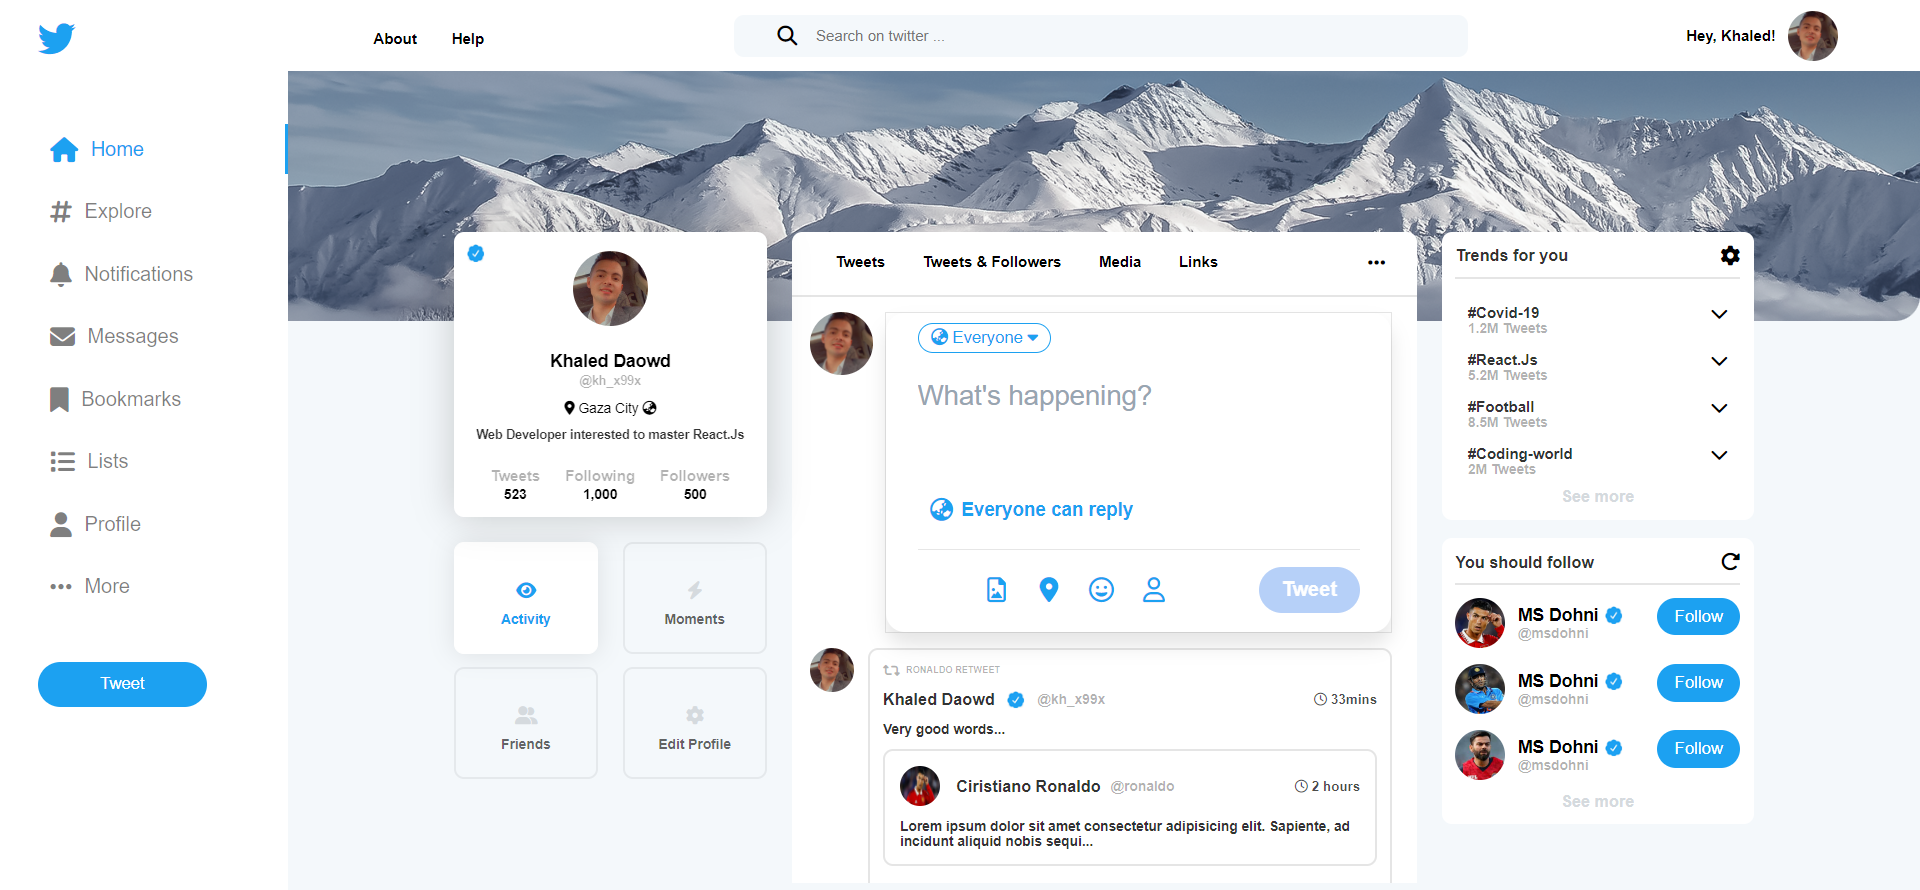 About Help
Search on twitter ...
Hey, Khaled!
Home
Explore
Notifications
Messages
Bookmarks
Lists
Profile
More
Tweet
Khaled Daowd
@kh_x99x
Gaza City
Web Developer interested to master React.Js
Tweets Following Followers
523 1,000 500
Activity
Moments
Friends
Edit Profile
Tweets Tweets & Followers Media Links
Everyone
What's happening?
Everyone can reply
Tweet
RONALDO RETWEET
Khaled Daowd @kh_x99x 33mins
Very good words...
Ciristiano Ronaldo @ronaldo 2 hours
Lorem ipsum dolor sit amet consectetur adipisicing elit. Sapiente, ad
incidunt aliquid nobis sequi...
Trends for you
#Covid-19
1.2M Tweets
#React.Js
5.2M Tweets
#Football
8.5M Tweets
#Coding-world
2M Tweets
See more
You should follow
MS Dohni
@msdohni
Follow
MS Dohni
@msdohni
Follow
MS Dohni
@msdohni
Follow
See more